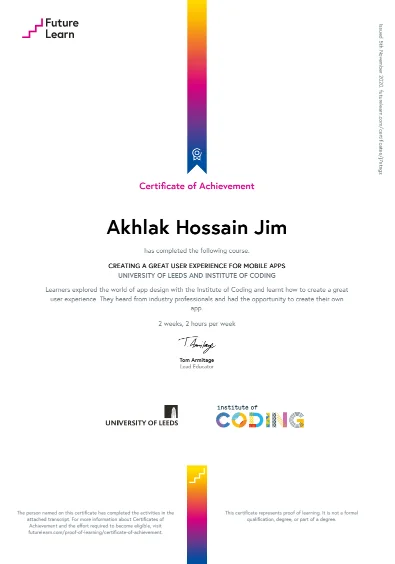 Future
Learn
Issued 5th November 2020. futurelearn.com/certificates/
Certificate of Achievement
Akhlak Hossain Jim
has completed the following course:
CREATING A GREAT USER EXPERIENCE FOR MOBILE APPS
UNIVERSITY OF LEEDS AND INSTITUTE OF CODING
Learners explored the world of app design with the Institute of Coding and learnt how to create a great
user experience. They heard from industry professionals and had the opportunity to create their own
app.
2 weeks, 2 hours per week
T. Armitage
Tom Armitage
Lead Educator
UNIVERSITY OF LEEDS
institute of
CODING
The person named on this certificate has completed the activities in the
attached transcript. For more information about Certificates of
Achievement and the effort required to become eligible, visit
futurelearn.com/proof-of-learning/certificate-of-achievement.
This certificate represents proof of learning. It is not a formal
qualification, degree, or part of a degree.